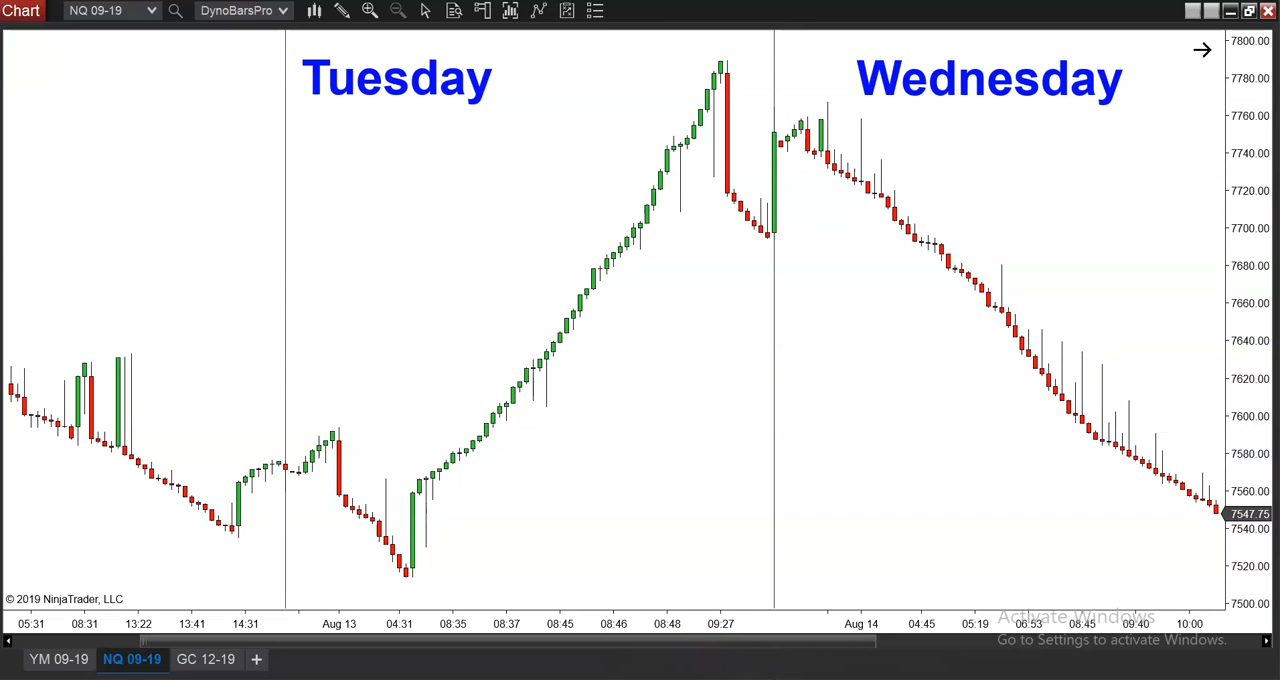 Chart NQ 09-19 DynoBarsPro
Tuesday
Wednesday
7800.00
7780.00
7760.00
7740.00
7720.00
7700.00
7680.00
7660.00
7640.00
7620.00
7600.00
7580.00
7560.00
7547.75
7540.00
7520.00
7500.00
© 2019 NinjaTrader, LLC
05:31 08:31 13:22 13:41 14:31 Aug 13 04:31 08:35 08:37 08:45 08:46 08:48 09:27 Aug 14 04:45 05:19 06:53 08:45 09:40 10:00
Activate Windows
Go to Settings to activate Windows.
YM 09-19 NQ 09-19 GC 12-19 +